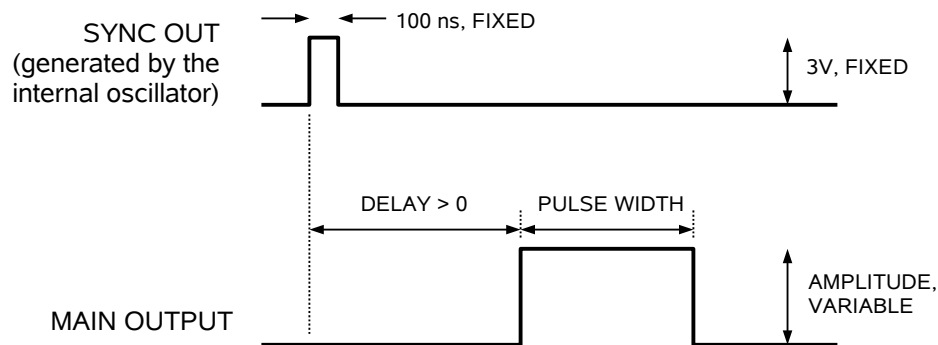 100 ns, FIXED
SYNC OUT
(generated by the
internal oscillator)
3V, FIXED
DELAY > 0
PULSE WIDTH
AMPLITUDE,
VARIABLE
MAIN OUTPUT